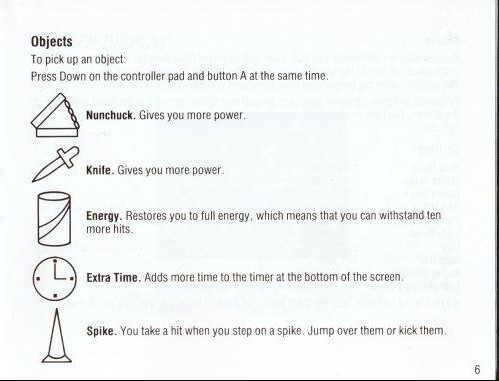 Objects
To pick up an object:
Press Down on the controller pad and button A at the same time.
Nunchuck. Gives you more power.
Knife. Gives you more power.
Energy. Restores you to full energy, which means that you can withstand ten
more hits.
Extra Time. Adds more time to the timer at the bottom of the screen.
Spike. You take a hit when you step on a spike. Jump over them or kick them.
6